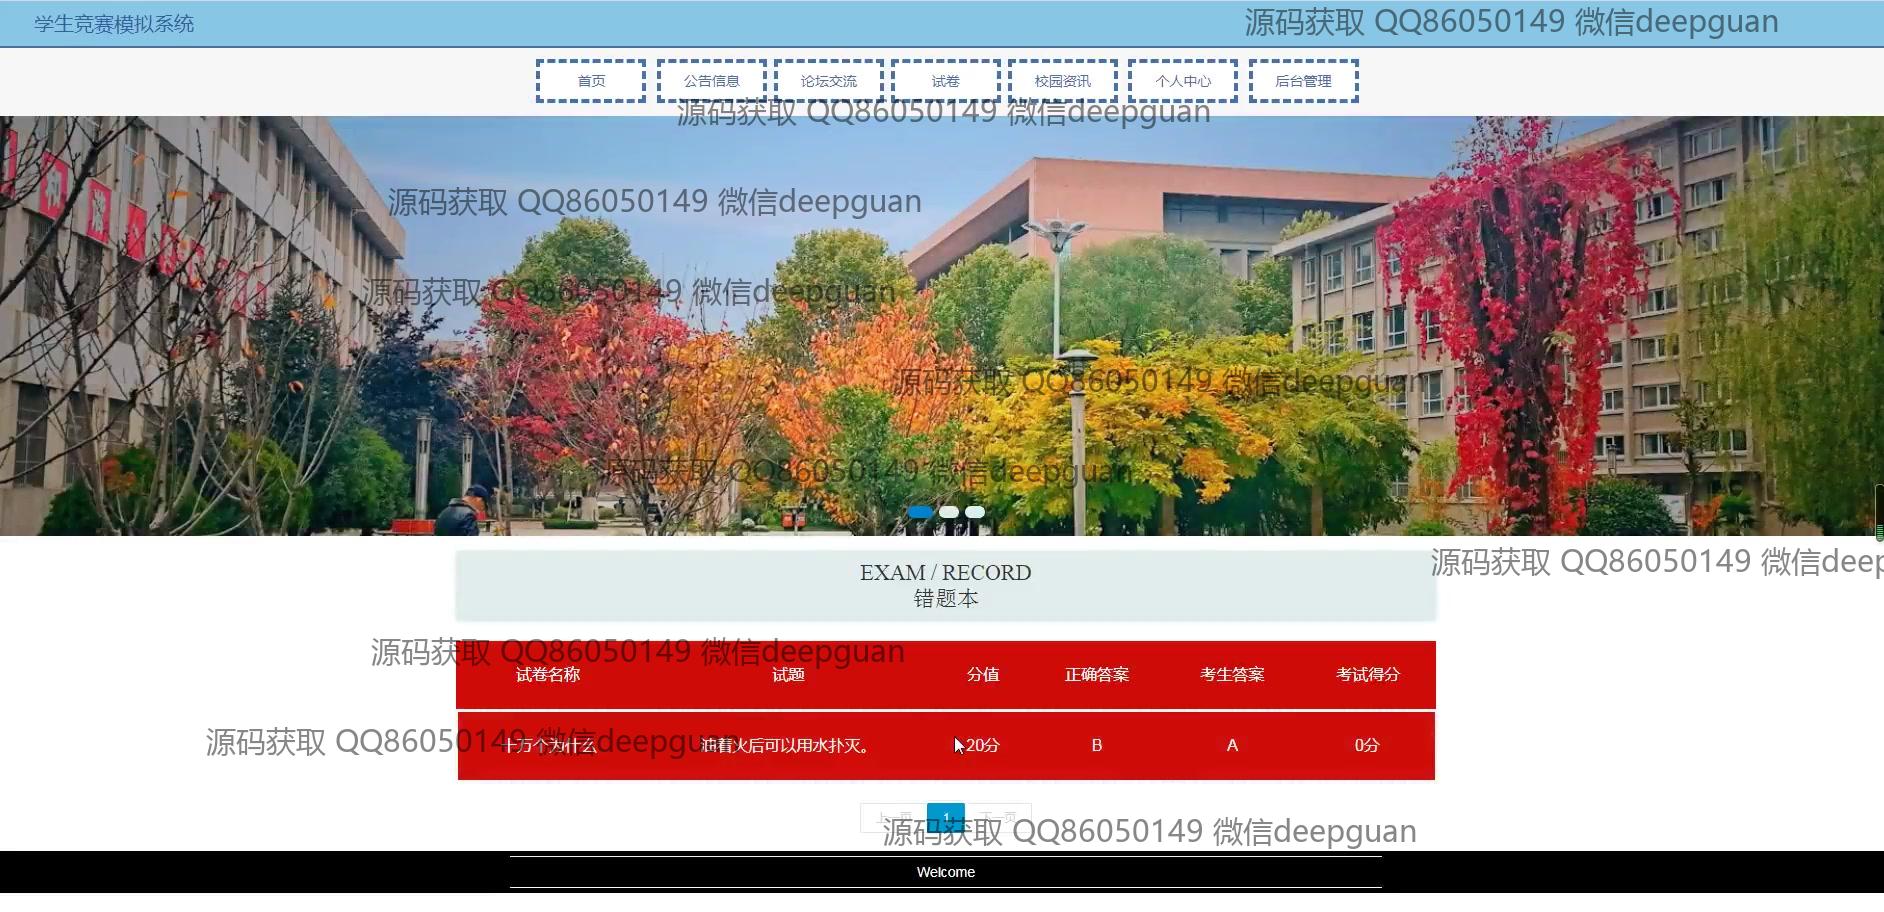 学生竞赛模拟系统
源码获取 QQ86050149 微信deepguan
首页 公告信息 论坛交流 试卷 校园资讯 个人中心 后台管理
源码获取 QQ86050149 微信deepguan
源码获取 QQ86050149 微信deepguan
源码获取 QQ86050149 微信deepguan
源码获取 QQ86050149 微信deepguan
源码获取 QQ86050149 微信deepguan
源码获取 QQ86050149 微信deep
EXAM / RECORD
错题本
源码获取 QQ86050149 微信deepguan
试卷名称 试题 分值 正确答案 考生答案 考试得分
源码获取 QQ86050149 微信deepguan
十万个为什么 油着火后可以用水扑灭。 20分 B A 0分
上一页 1 下一页
源码获取 QQ86050149 微信deepguan
Welcome